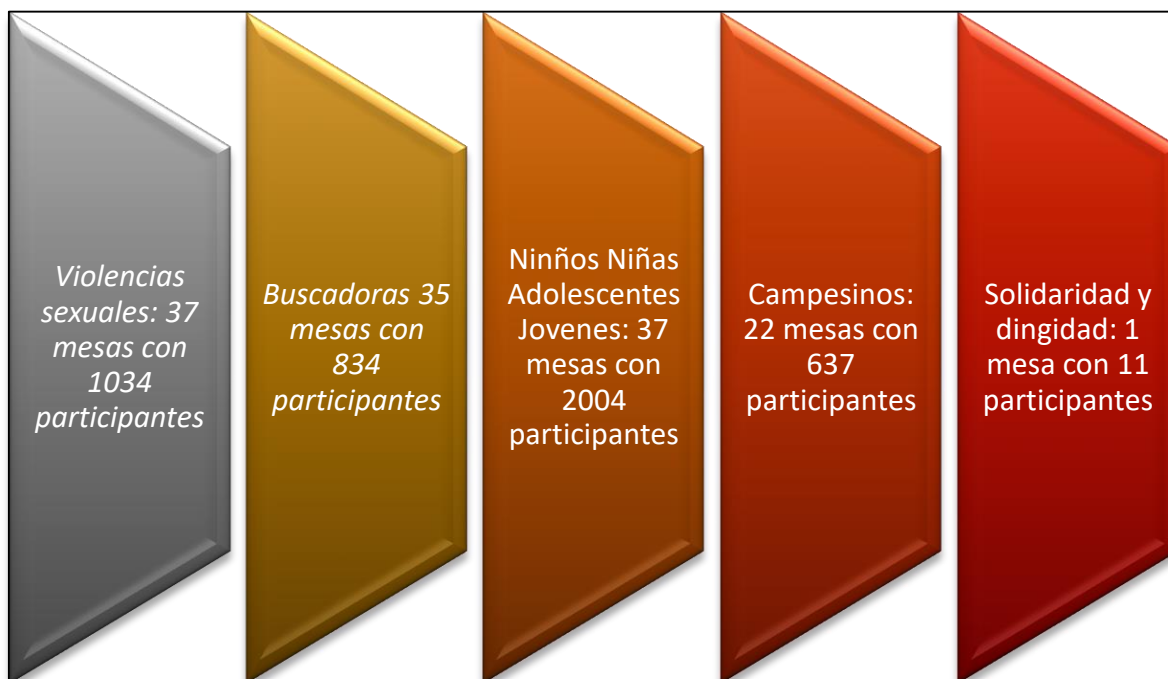 Violencias
sexuales: 37
mesas con
1034
participantes
Buscadoras 35
mesas con
834
participantes
Ninños Niñas
Adolescentes
Jovenes: 37
mesas con
2004
participantes
Campesinos:
22 mesas con
637
participantes
Solidaridad y
dingidad: 1
mesa con 11
participantes